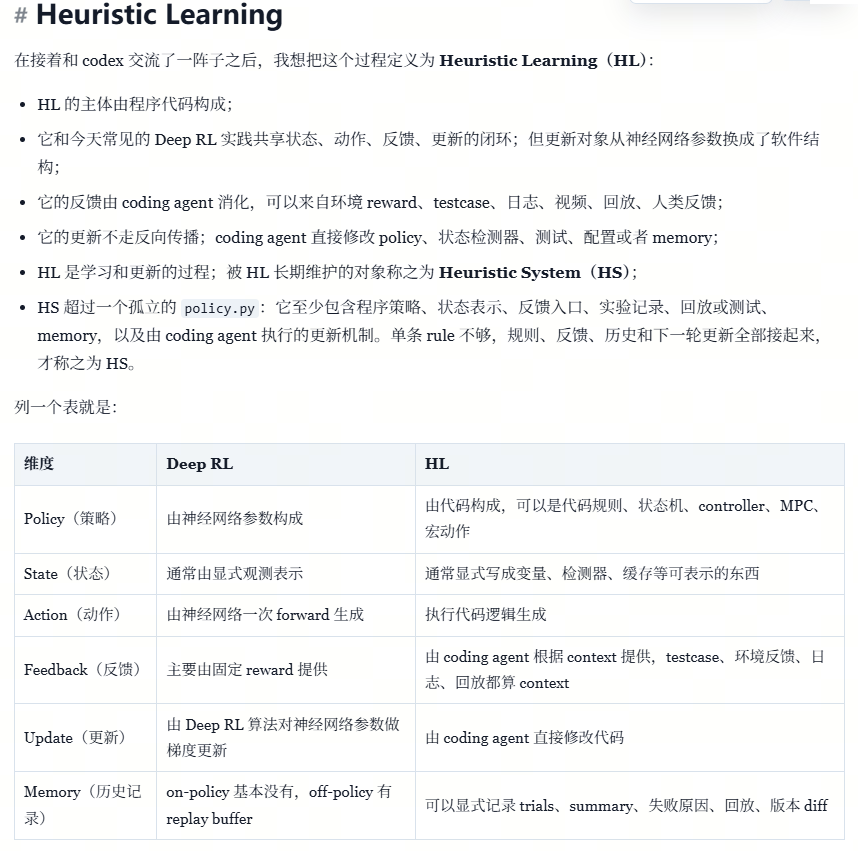 # Heuristic Learning
在接着和 codex 交流了一阵子之后，我想把这个过程定义为 Heuristic Learning（HL）：
• HL 的主体由程序代码构成；
• 它和今天常见的 Deep RL 实践共享状态、动作、反馈、更新的闭环；但更新对象从神经网络参数换成了软件结
构；
• 它的反馈由 coding agent 消化，可以来自环境 reward、testcase、日志、视频、回放、人类反馈；
• 它的更新不走反向传播；coding agent 直接修改 policy、状态检测器、测试、配置或者 memory；
• HL 是学习和更新的过程；被 HL 长期维护的对象称之为 Heuristic System（HS）；
• HS 超过一个孤立的 policy.py：它至少包含程序策略、状态表示、反馈入口、实验记录、回放或测试、
memory，以及由 coding agent 执行的更新机制。单条 rule 不够，规则、反馈、历史和下一轮更新全部接起来，
才称之为 HS。
列一个表就是：
维度 Deep RL HL
Policy（策略） 由神经网络参数构成 由代码构成，可以是代码规则、状态机、controller、MPC、
宏动作
State（状态） 通常由显式观测表示 通常显式写成变量、检测器、缓存等可表示的东西
Action（动作） 由神经网络一次 forward 生成 执行代码逻辑生成
Feedback（反馈） 主要由固定 reward 提供 由 coding agent 根据 context 提供，testcase、环境反馈、日
志、回放都算 context
Update（更新） 由 Deep RL 算法对神经网络参数做
梯度更新 由 coding agent 直接修改代码
Memory（历史记
录） on-policy 基本没有，off-policy 有
replay buffer 可以显式记录 trials、summary、失败原因、回放、版本 diff